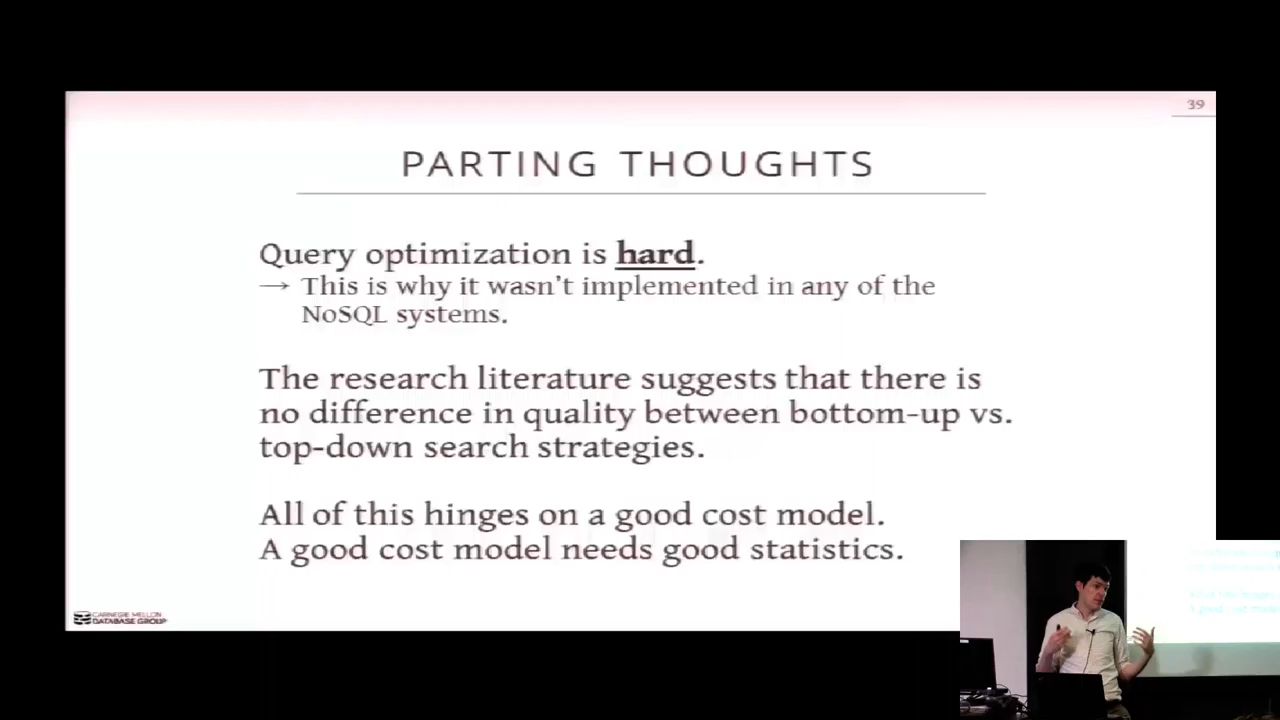 39
PARTING THOUGHTS
Query optimization is hard.
→ This is why it wasn't implemented in any of the
NoSQL systems.
The research literature suggests that there is
no difference in quality between bottom-up vs.
top-down search strategies.
All of this hinges on a good cost model.
A good cost model needs good statistics.
CARNEGIE MELLON
DATABASE GROUP